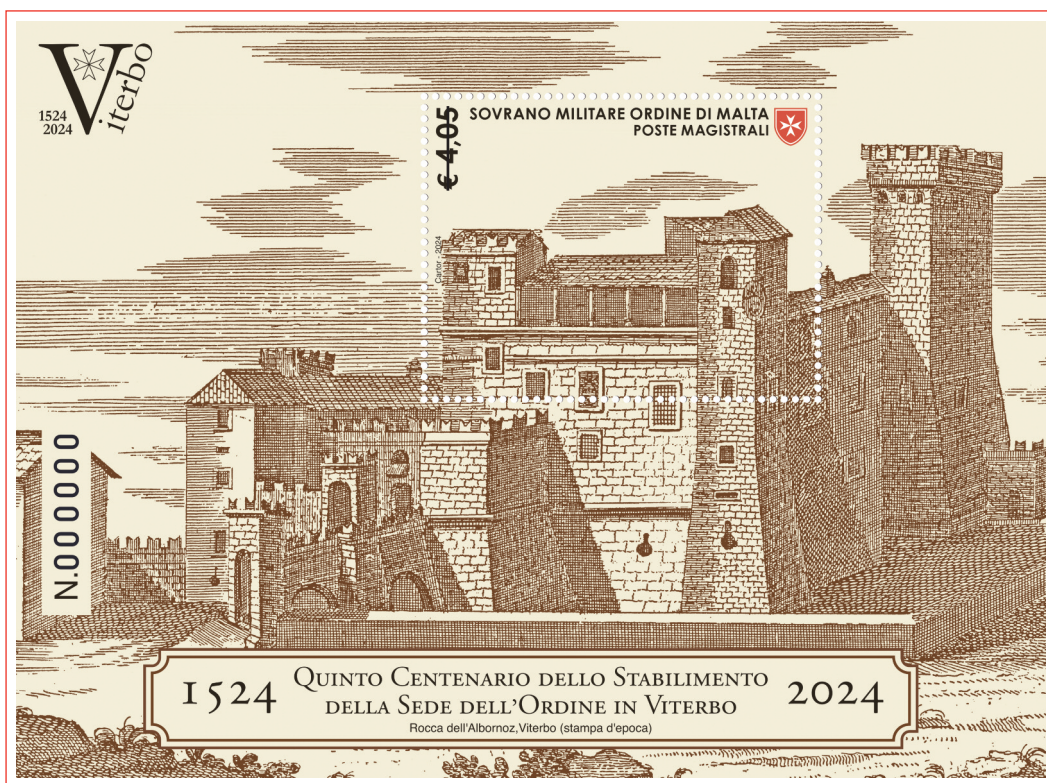 Viterbo
1524
2024
€ 4,05
SOVRANO MILITARE ORDINE DI MALTA
POSTE MAGISTRALI
Cartor - 2024
N.000000
1524
QUINTO CENTENARIO DELLO STABILIMENTO
DELLA SEDE DELL'ORDINE IN VITERBO
2024
Rocca dell'Albornoz,Viterbo (stampa d'epoca)